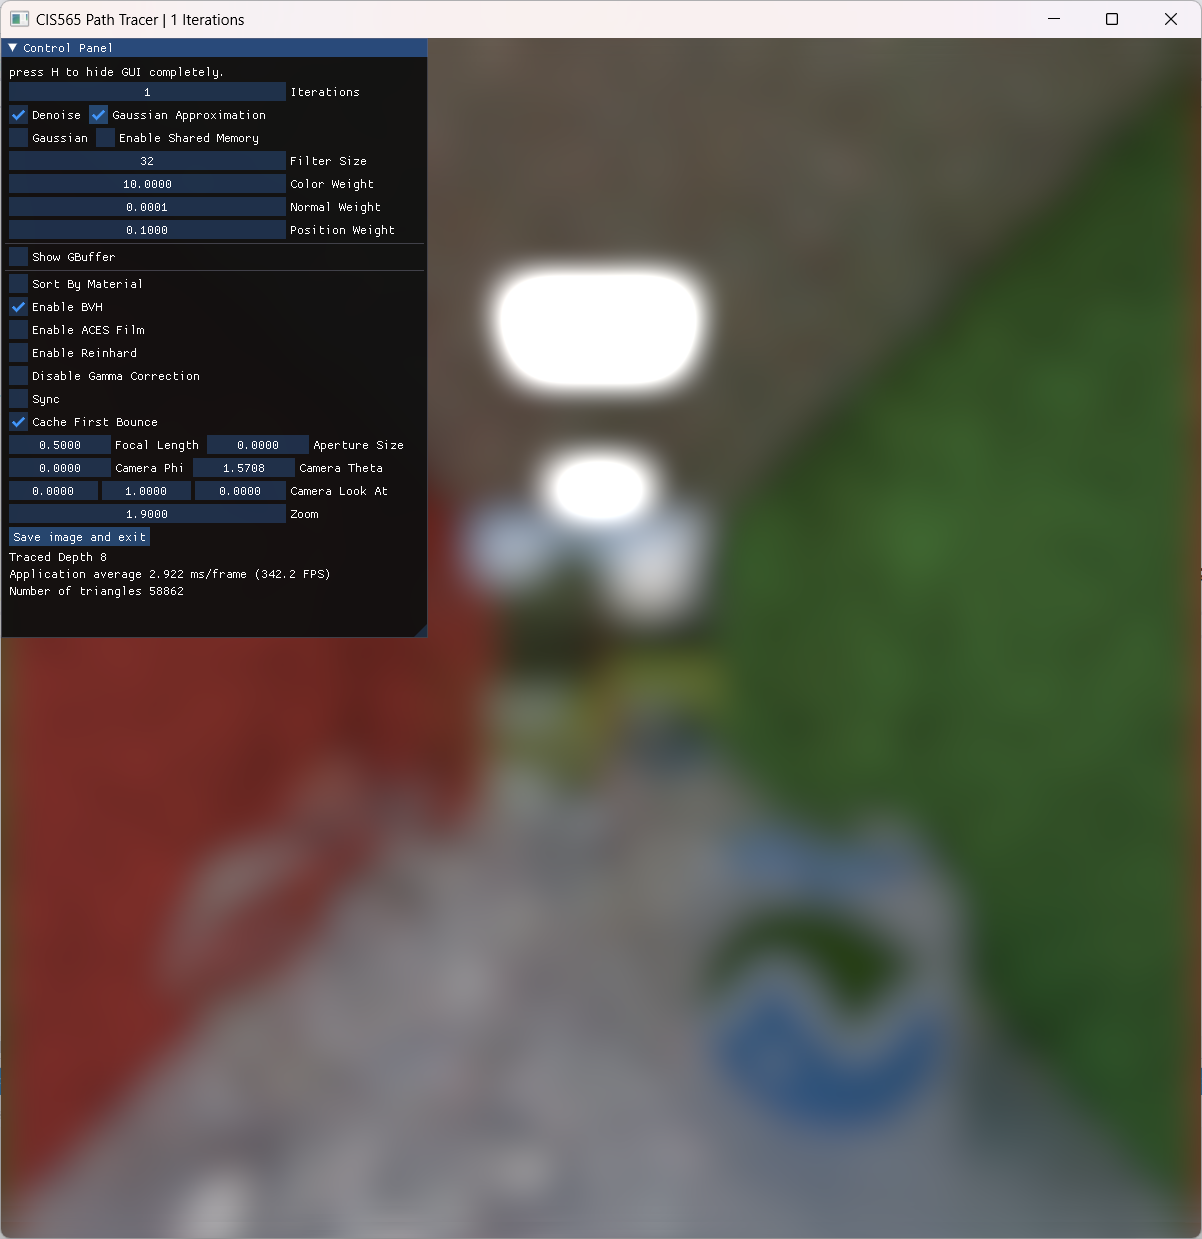 CIS565 Path Tracer | 1 Iterations
Control Panel
press H to hide GUI completely.
1 Iterations
Denoise Gaussian Approximation
Gaussian Enable Shared Memory
32 Filter Size
10.0000 Color Weight
0.0001 Normal Weight
0.1000 Position Weight
Show GBuffer
Sort By Material
Enable BVH
Enable ACES Film
Enable Reinhard
Disable Gamma Correction
Sync
Cache First Bounce
0.5000 Focal Length 0.0000 Aperture Size
0.0000 Camera Phi 1.5708 Camera Theta
0.0000 1.0000 0.0000 Camera Look At
1.9000 Zoom
Save image and exit
Traced Depth 8
Application average 2.922 ms/frame (342.2 FPS)
Number of triangles 58862